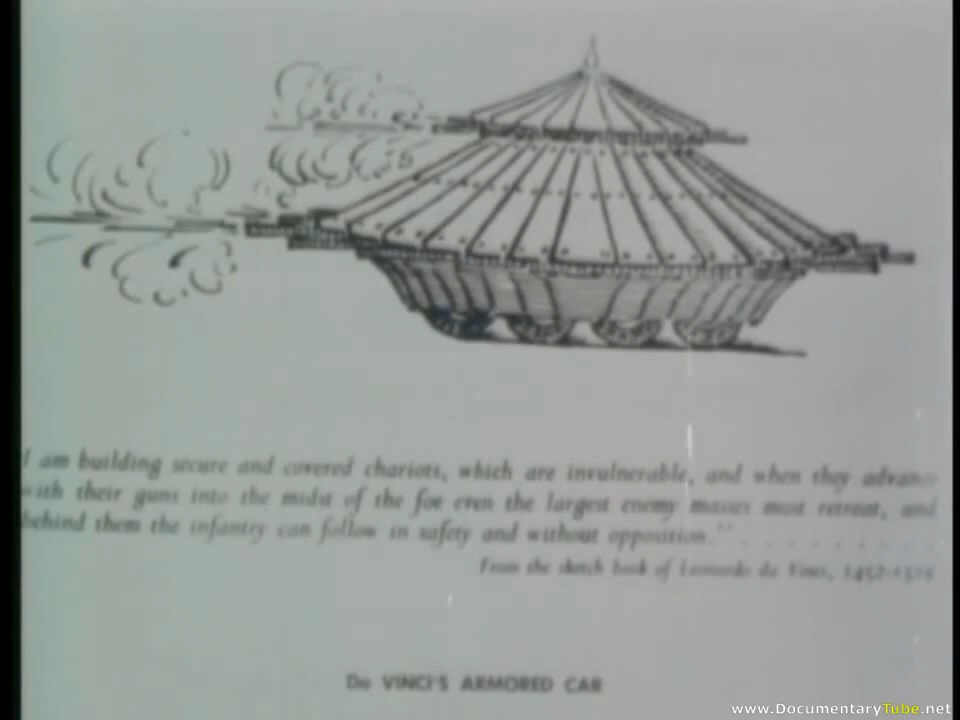 I am building secure and covered chariots, which are invulnerable, and when they advance
with their guns into the midst of the foe even the largest enemy masses must retreat, and
behind them the infantry can follow in safety and without opposition." . . . . . . . . .
From the sketch book of Leonardo da Vinci, 1452-1519
Da VINCI'S ARMORED CAR
www.DocumentaryTube.net